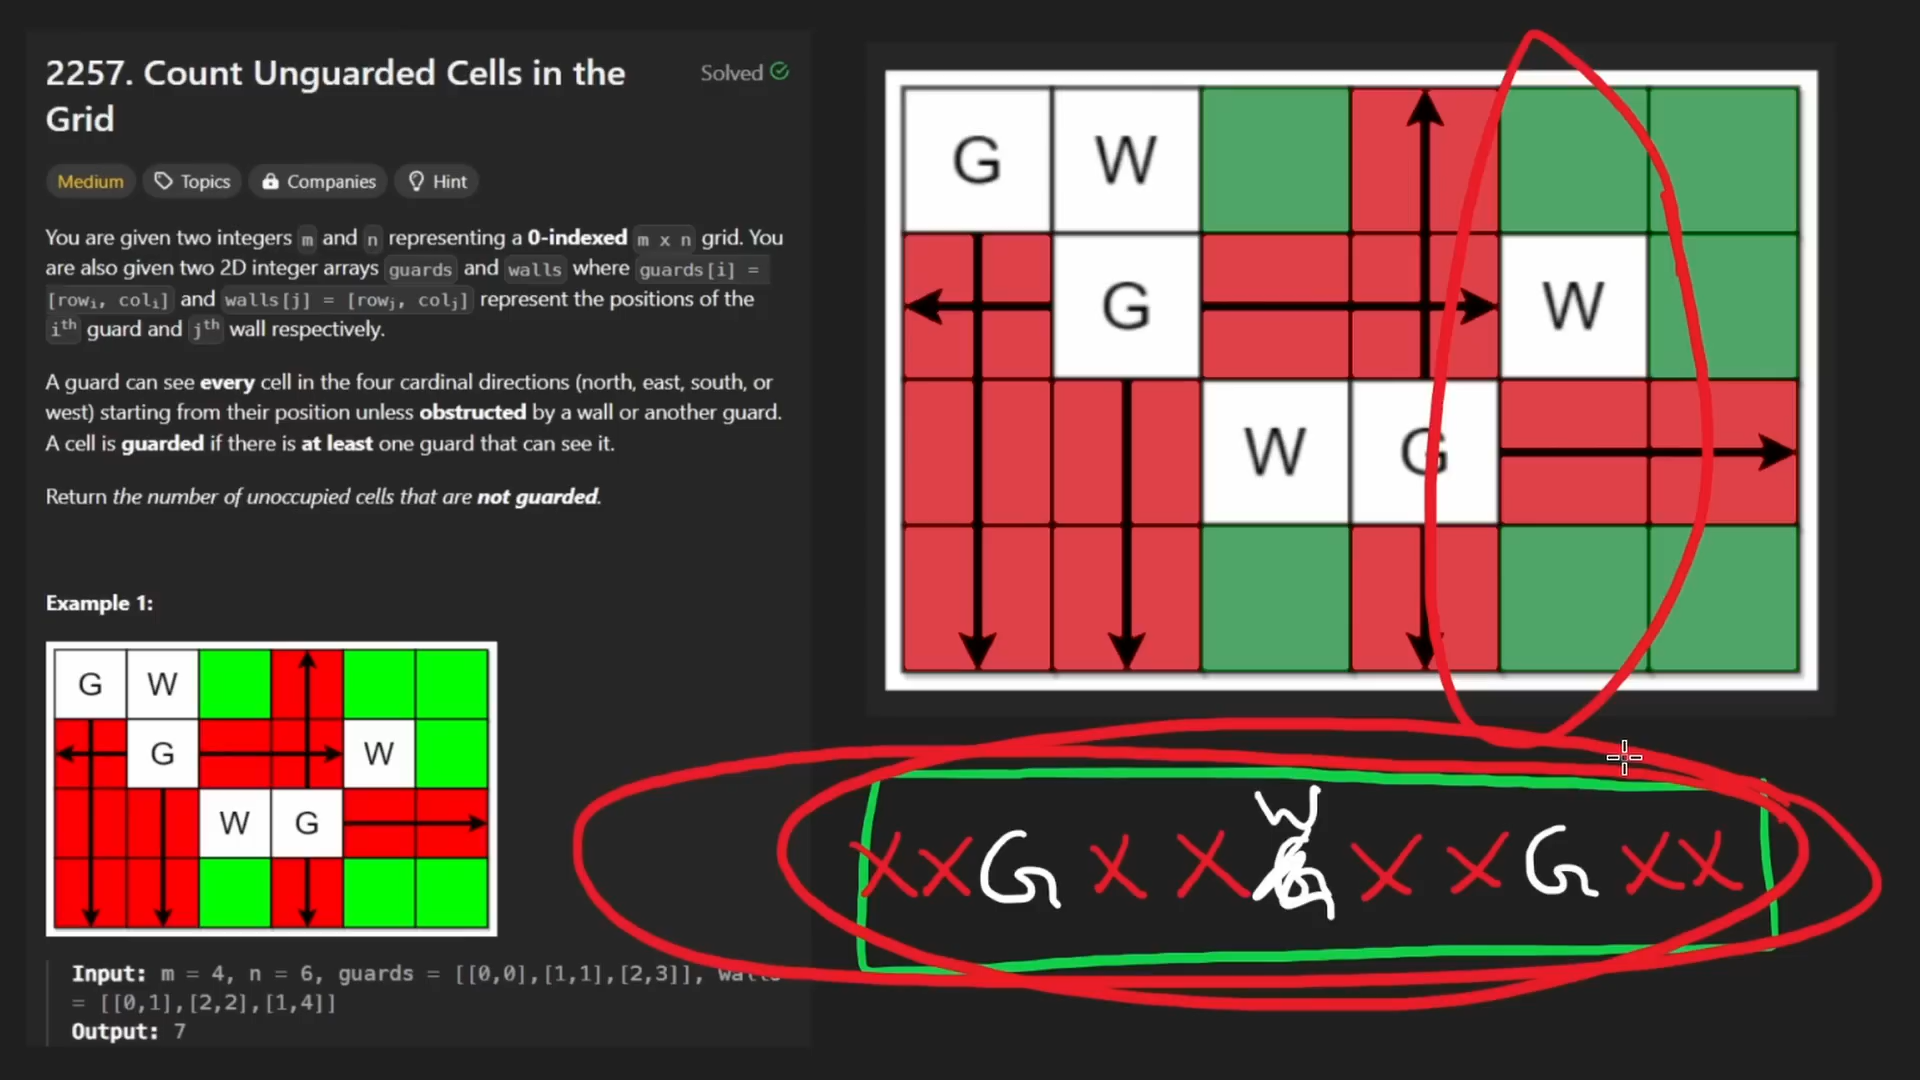 2257. Count Unguarded Cells in the
Grid
Solved
Medium Topics Companies Hint
You are given two integers m and n representing a 0-indexed m x n grid. You
are also given two 2D integer arrays guards and walls where guards[i] =
[rowᵢ, colᵢ] and walls[j] = [rowⱼ, colⱼ] represent the positions of the
iᵗʰ guard and jᵗʰ wall respectively.
A guard can see every cell in the four cardinal directions (north, east, south, or
west) starting from their position unless obstructed by a wall or another guard.
A cell is guarded if there is at least one guard that can see it.
Return the number of unoccupied cells that are not guarded.
Example 1:
G W
G W
W G
Input: m = 4, n = 6, guards = [[0,0],[1,1],[2,3]], walls
= [[0,1],[2,2],[1,4]]
Output: 7
G W
G W
W G
W
X X G X X X X G X X